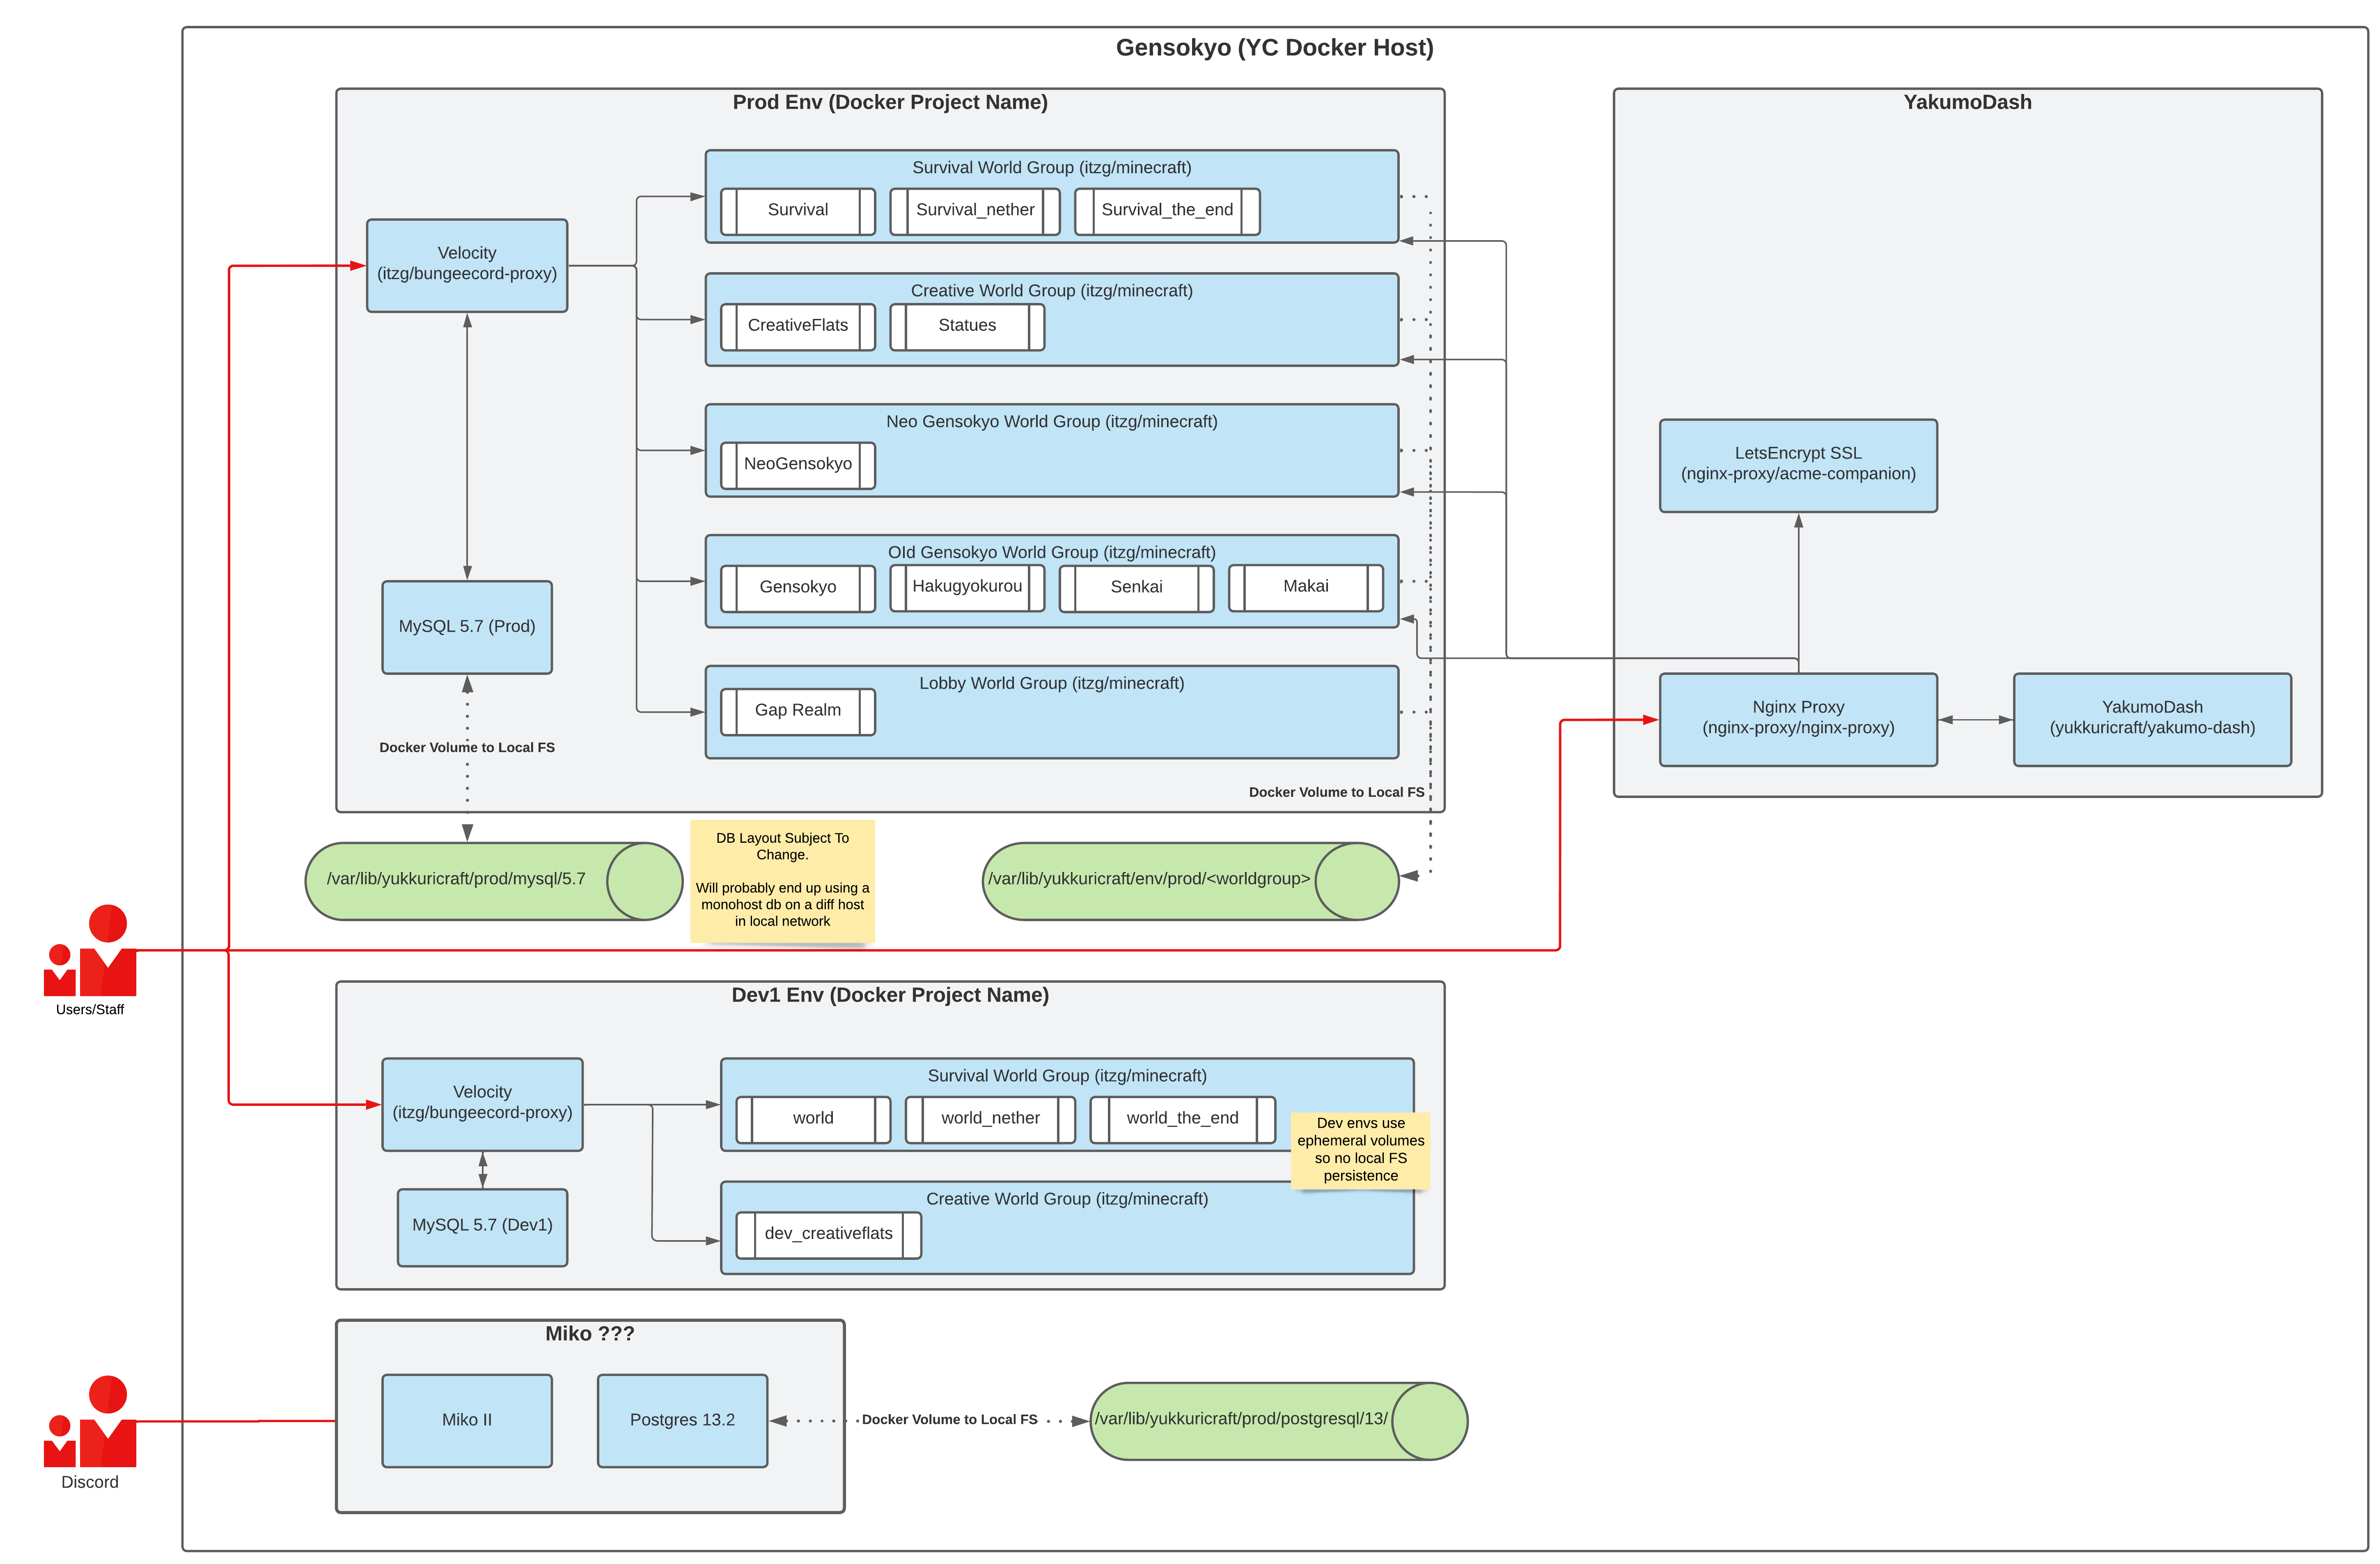 Gensokyo (YC Docker Host)
Prod Env (Docker Project Name)
Survival World Group (itzg/minecraft)
Survival
Survival_nether
Survival_the_end
Velocity
(itzg/bungeecord-proxy)
Creative World Group (itzg/minecraft)
CreativeFlats
Statues
Neo Gensokyo World Group (itzg/minecraft)
NeoGensokyo
Old Gensokyo World Group (itzg/minecraft)
Gensokyo
Hakugyokurou
Senkai
Makai
MySQL 5.7 (Prod)
Lobby World Group (itzg/minecraft)
Gap Realm
Docker Volume to Local FS
Docker Volume to Local FS
YakumoDash
LetsEncrypt SSL
(nginx-proxy/acme-companion)
Nginx Proxy
(nginx-proxy/nginx-proxy)
YakumoDash
(yukkuricraft/yakumo-dash)
/var/lib/yukkuricraft/prod/mysql/5.7
DB Layout Subject To
Change.
Will probably end up using a
monohost db on a diff host
in local network
/var/lib/yukkuricraft/env/prod/<worldgroup>
Users/Staff
Dev1 Env (Docker Project Name)
Velocity
(itzg/bungeecord-proxy)
Survival World Group (itzg/minecraft)
world
world_nether
world_the_end
Dev envs use
ephemeral volumes
so no local FS
persistence
MySQL 5.7 (Dev1)
Creative World Group (itzg/minecraft)
dev_creativeflats
Miko ???
Miko II
Postgres 13.2
Docker Volume to Local FS
/var/lib/yukkuricraft/prod/postgresql/13/
Discord